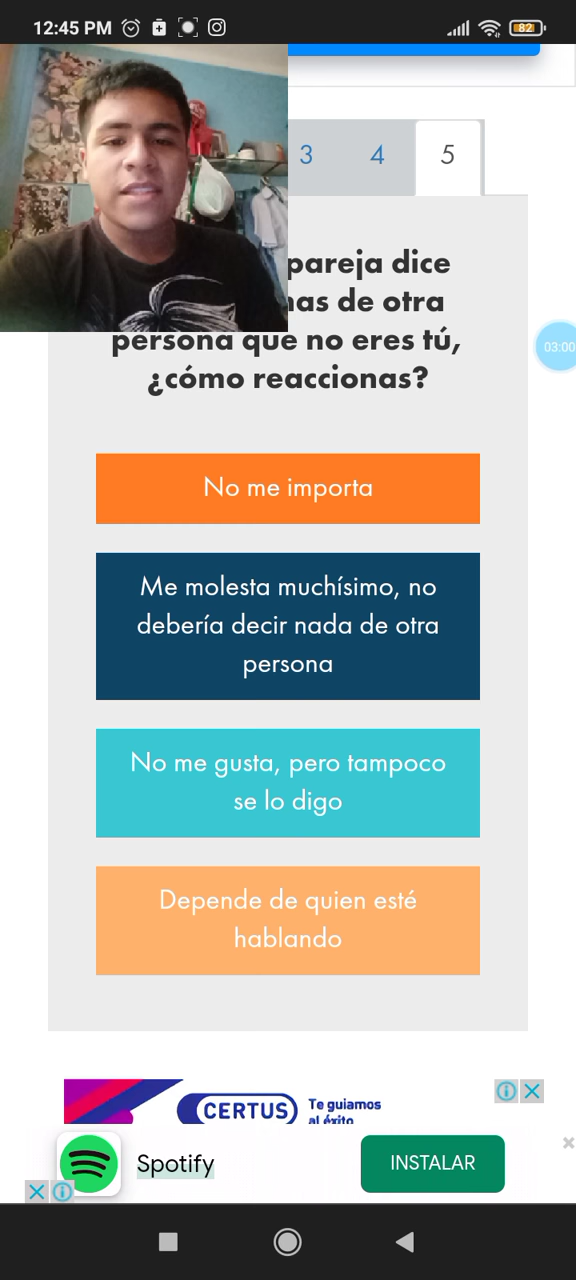 12:45 PM
82
3 4 5
pareja dice
nas de otra
persona que no eres tú,
¿cómo reaccionas?
03:00
No me importa
Me molesta muchísimo, no
debería decir nada de otra
persona
No me gusta, pero tampoco
se lo digo
Depende de quien esté
hablando
CERTUS
Te guiamos
al éxito
Spotify
INSTALAR